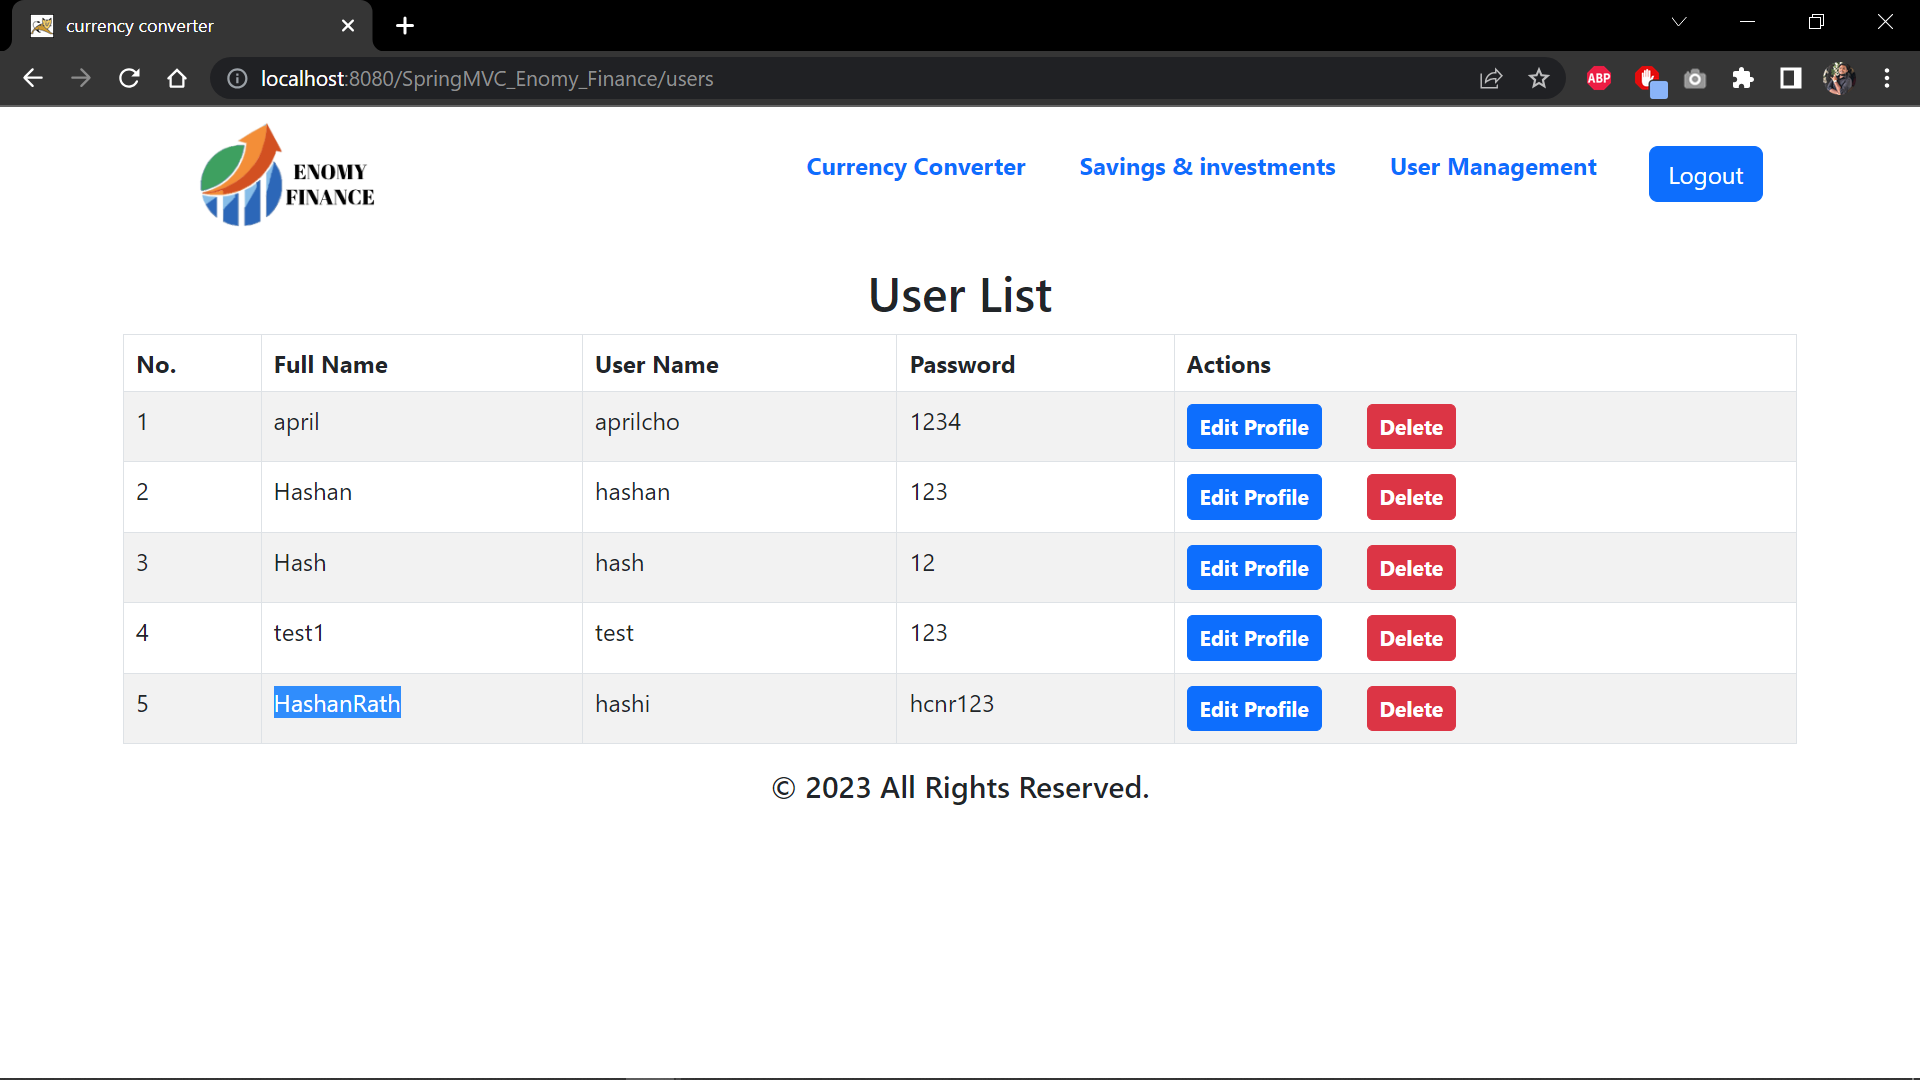 currency converter
localhost:8080/SpringMVC_Enomy_Finance/users
ABP
ENOMY
FINANCE
Currency Converter Savings & investments User Management Logout
User List
No. Full Name User Name Password Actions
1 april aprilcho 1234 Edit Profile Delete
2 Hashan hashan 123 Edit Profile Delete
3 Hash hash 12 Edit Profile Delete
4 test1 test 123 Edit Profile Delete
5 HashanRath hashi hcnr123 Edit Profile Delete
© 2023 All Rights Reserved.